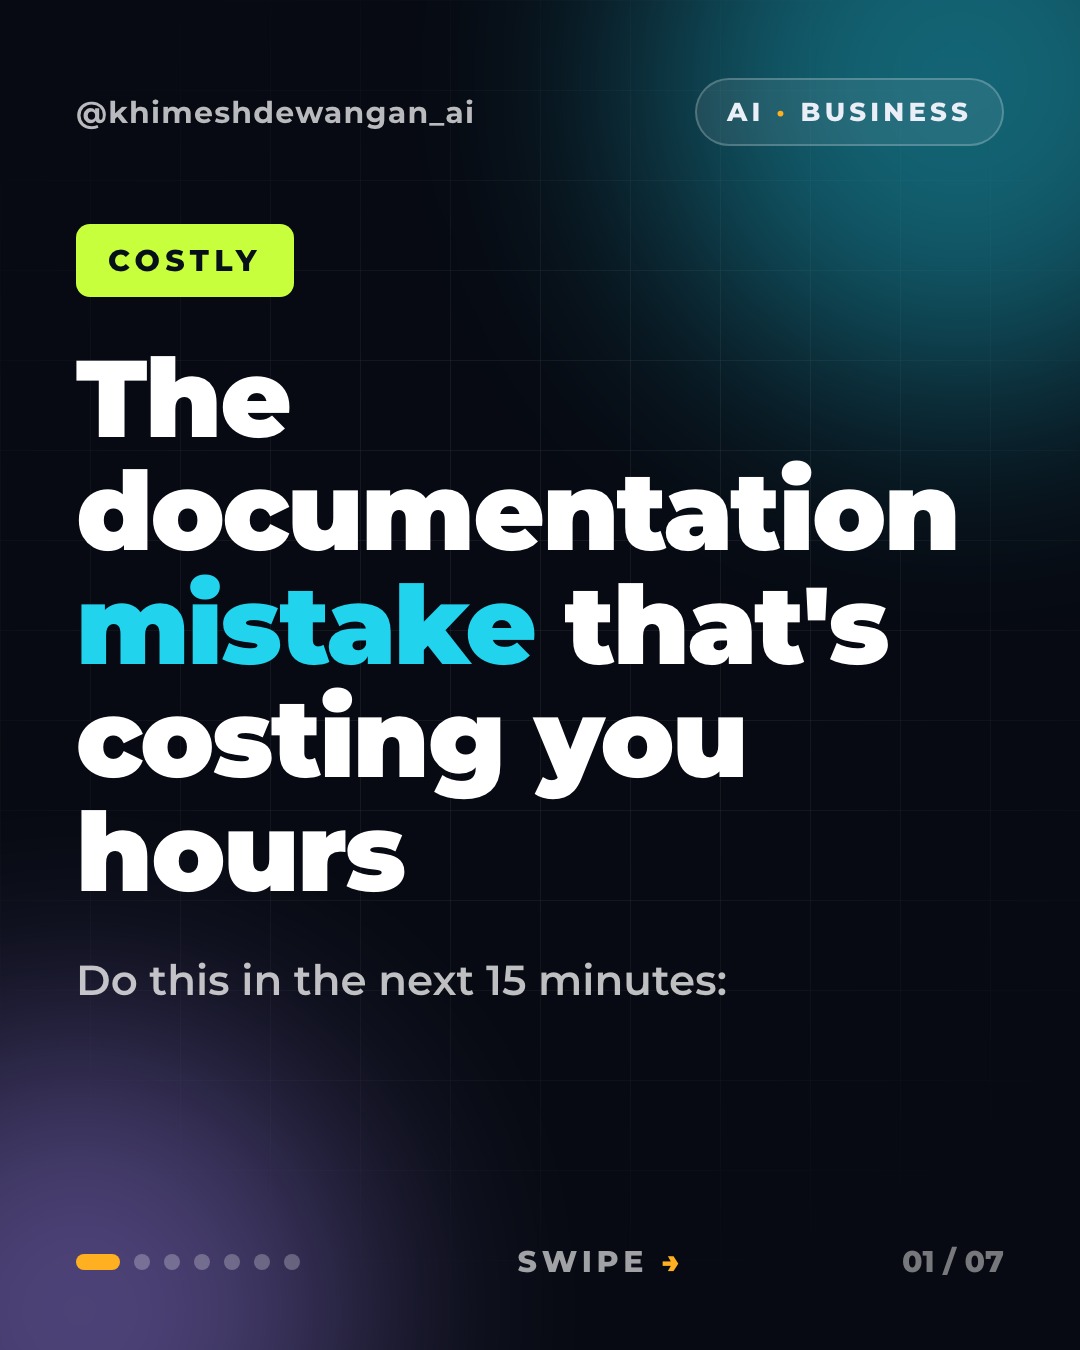 @khimeshdewangan_ai
AI · BUSINESS
COSTLY
The
documentation
mistake that's
costing you
hours
Do this in the next 15 minutes:
SWIPE →
01 / 07